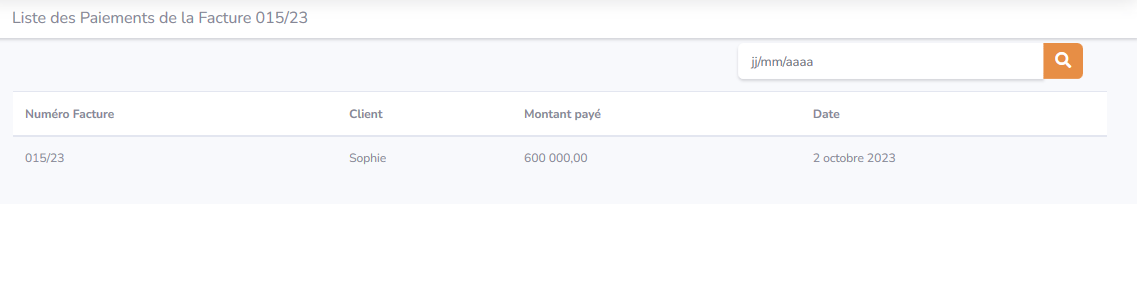 Liste des Paiements de la Facture 015/23
jj/mm/aaaa
Numéro Facture Client Montant payé Date
015/23 Sophie 600 000,00 2 octobre 2023